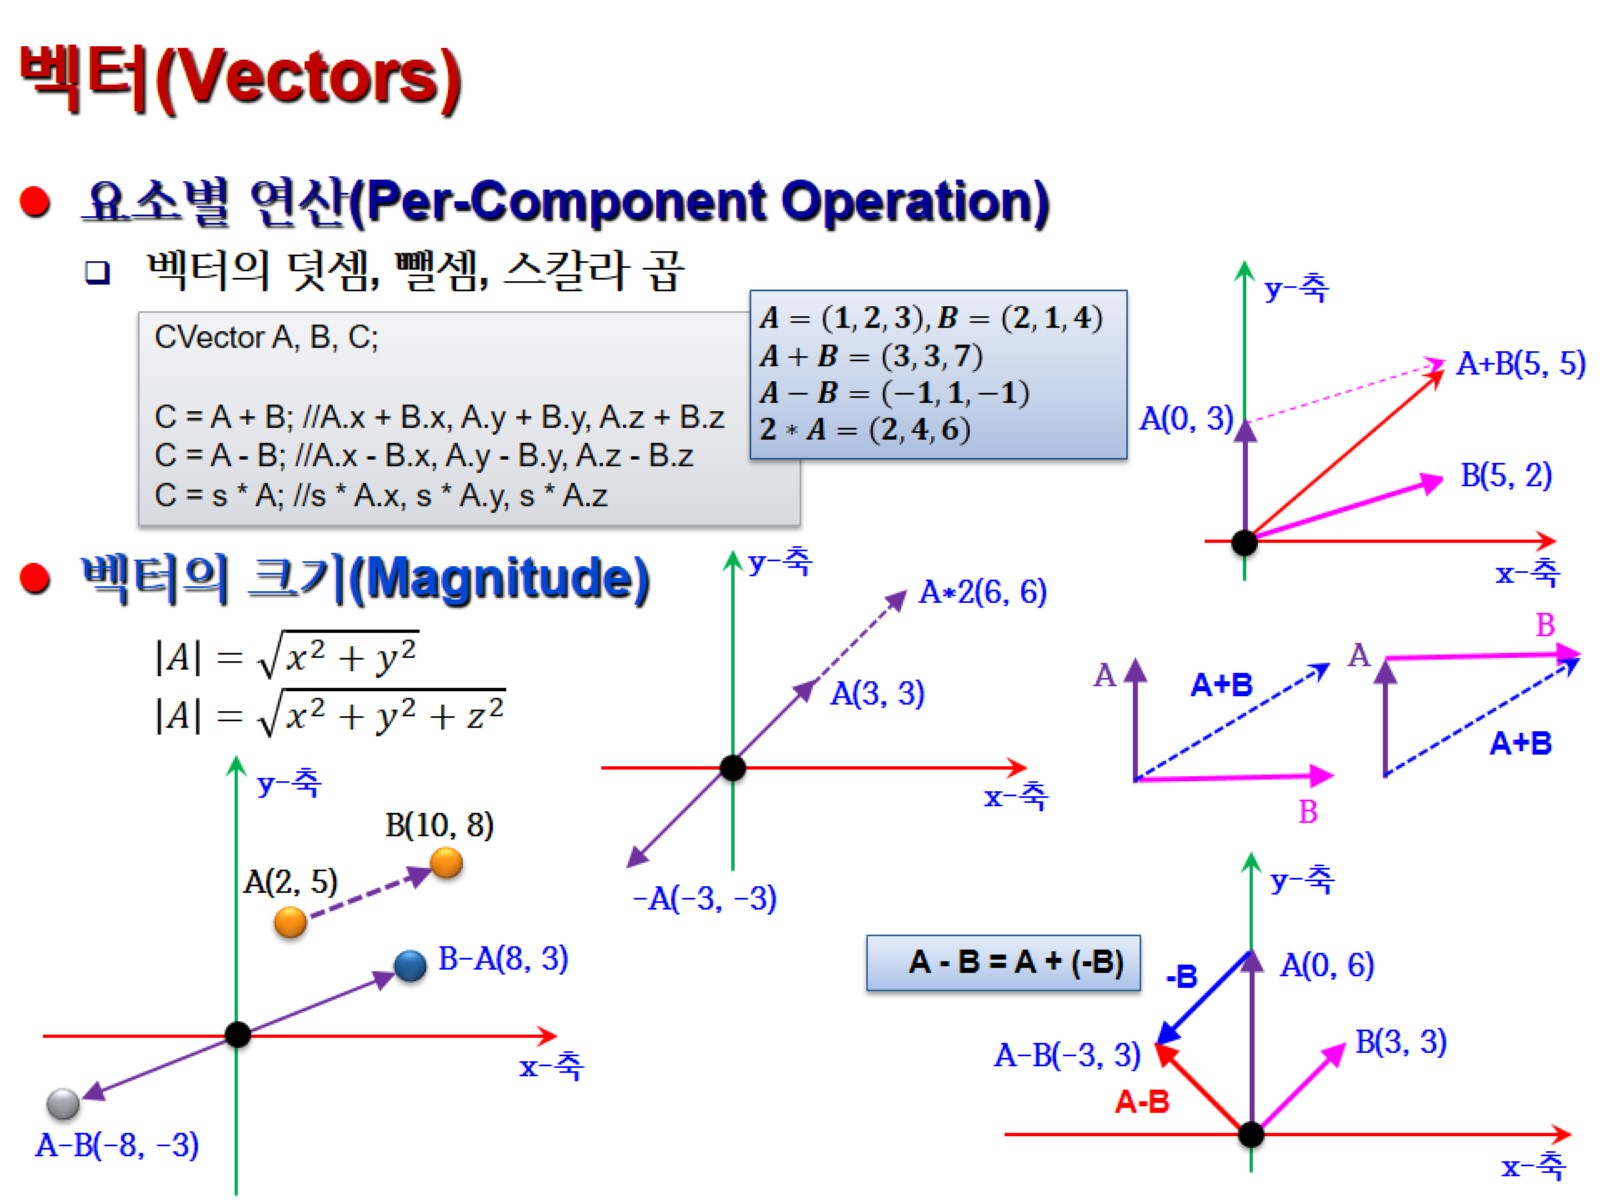 벡터(Vectors)
요소별 연산(Per-Component Operation)
벡터의 덧셈, 뺄셈, 스칼라 곱
CVector A, B, C;
C = A + B; //A.x + B.x, A.y + B.y, A.z + B.z
C = A - B; //A.x - B.x, A.y - B.y, A.z - B.z
C = s * A; //s * A.x, s * A.y, s * A.z
A = (1, 2, 3), B = (2, 1, 4)
A + B = (3, 3, 7)
A − B = (−1, 1, −1)
2 * A = (2, 4, 6)
y-축
A+B(5, 5)
A(0, 3)
B(5, 2)
x-축
벡터의 크기(Magnitude)
|A| = √x² + y²
|A| = √x² + y² + z²
y-축
A*2(6, 6)
A(3, 3)
x-축
-A(-3, -3)
A
A+B
B
A
B
A+B
y-축
B(10, 8)
A(2, 5)
B-A(8, 3)
x-축
A-B(-8, -3)
A - B = A + (-B)
y-축
-B
A(0, 6)
A-B(-3, 3)
B(3, 3)
A-B
x-축